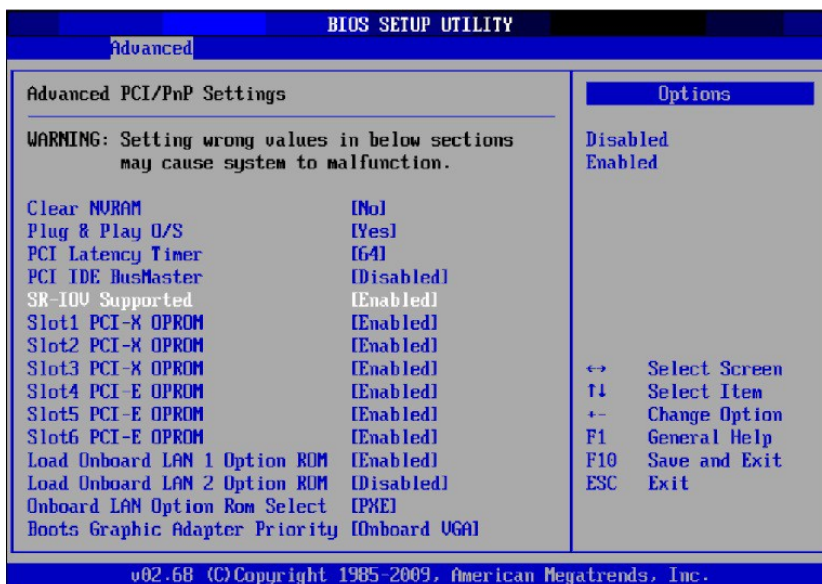 BIOS SETUP UTILITY
Advanced
Advanced PCI/PnP Settings
WARNING: Setting wrong values in below sections
may cause system to malfunction.
Clear NVRAM [No]
Plug & Play O/S [Yes]
PCI Latency Timer [64]
PCI IDE BusMaster [Disabled]
SR-IOV Supported [Enabled]
Slot1 PCI-X OPROM [Enabled]
Slot2 PCI-X OPROM [Enabled]
Slot3 PCI-X OPROM [Enabled]
Slot4 PCI-E OPROM [Enabled]
Slot5 PCI-E OPROM [Enabled]
Slot6 PCI-E OPROM [Enabled]
Load Onboard LAN 1 Option ROM [Enabled]
Load Onboard LAN 2 Option ROM [Disabled]
Onboard LAN Option Rom Select [PXE]
Boots Graphic Adapter Priority [Onboard VGA]
Options
Disabled
Enabled
↔ Select Screen
↑↓ Select Item
+- Change Option
F1 General Help
F10 Save and Exit
ESC Exit
v02.68 (C)Copyright 1985-2009, American Megatrends, Inc.